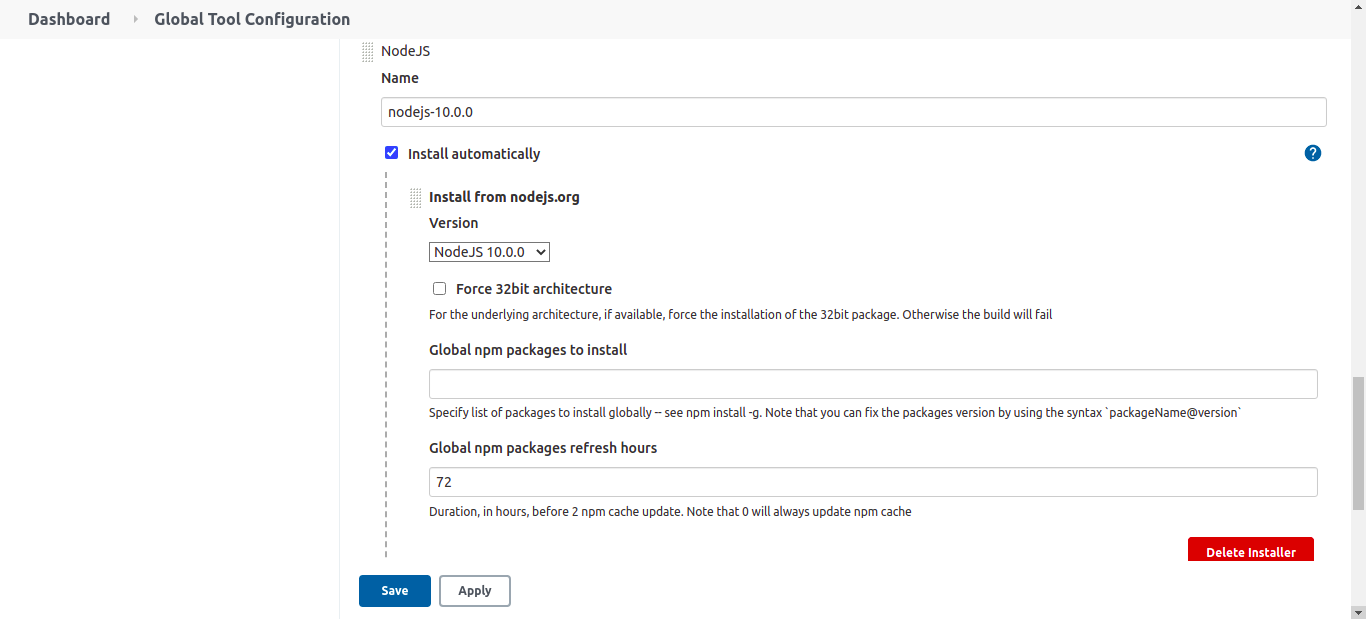 Dashboard Global Tool Configuration
NodeJS
Name
nodejs-10.0.0
Install automatically
?
Install from nodejs.org
Version
NodeJS 10.0.0
Force 32bit architecture
For the underlying architecture, if available, force the installation of the 32bit package. Otherwise the build will fail
Global npm packages to install
Specify list of packages to install globally -- see npm install -g. Note that you can fix the packages version by using the syntax `packageName@version`
Global npm packages refresh hours
72
Duration, in hours, before 2 npm cache update. Note that 0 will always update npm cache
Delete Installer
Save Apply